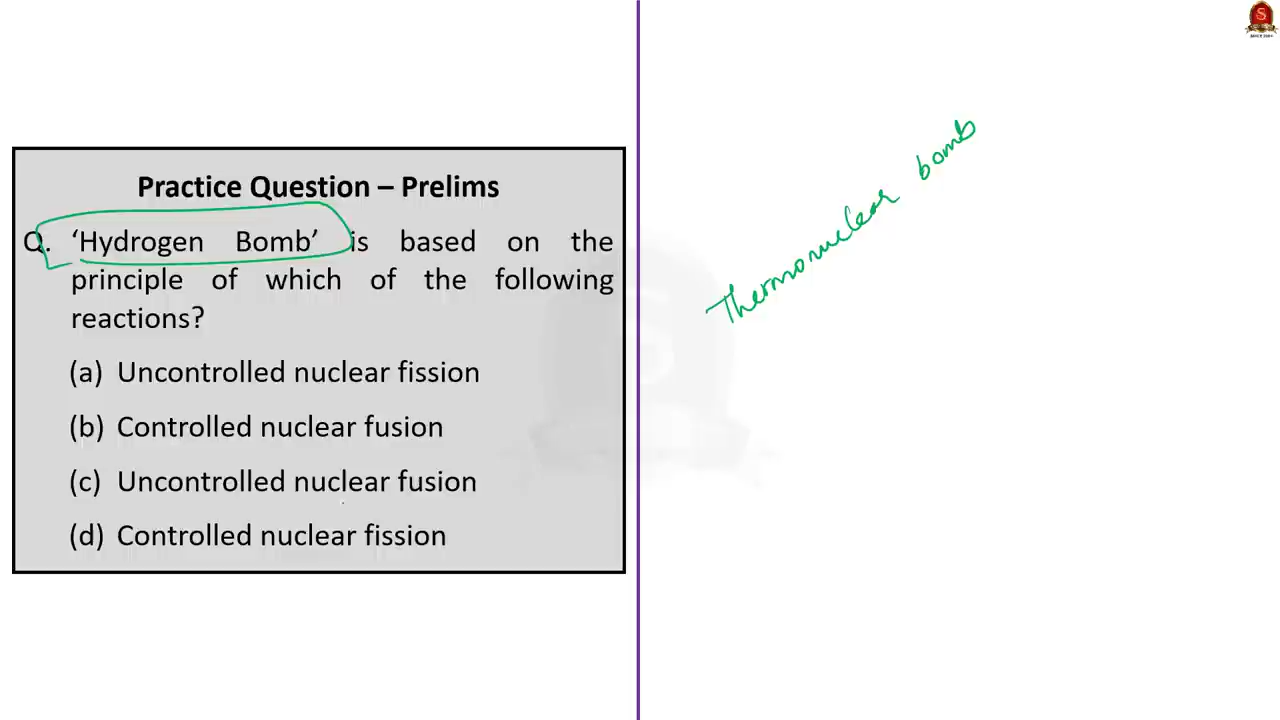 Practice Question – Prelims
Q. ‘Hydrogen Bomb’ is based on the
principle of which of the following
reactions?
(a) Uncontrolled nuclear fission
(b) Controlled nuclear fusion
(c) Uncontrolled nuclear fusion
(d) Controlled nuclear fission
Thermonuclear bomb
S